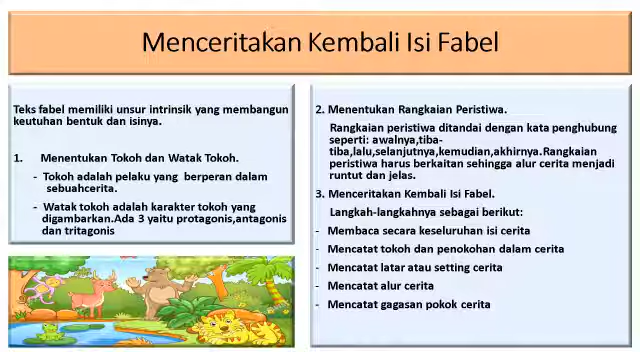 Menceritakan Kembali Isi Fabel
Teks fabel memiliki unsur intrinsik yang membangun
keutuhan bentuk dan isinya.
1. Menentukan Tokoh dan Watak Tokoh.
- Tokoh adalah pelaku yang berperan dalam
sebuahcerita.
- Watak tokoh adalah karakter tokoh yang
digambarkan.Ada 3 yaitu protagonis,antagonis
dan tritagonis
2. Menentukan Rangkaian Peristiwa.
Rangkaian peristiwa ditandai dengan kata penghubung
seperti: awalnya,tiba-
tiba,lalu,selanjutnya,kemudian,akhirnya.Rangkaian
peristiwa harus berkaitan sehingga alur cerita menjadi
runtut dan jelas.
3. Menceritakan Kembali Isi Fabel.
Langkah-langkahnya sebagai berikut:
- Membaca secara keseluruhan isi cerita
- Mencatat tokoh dan penokohan dalam cerita
- Mencatat latar atau setting cerita
- Mencatat alur cerita
- Mencatat gagasan pokok cerita